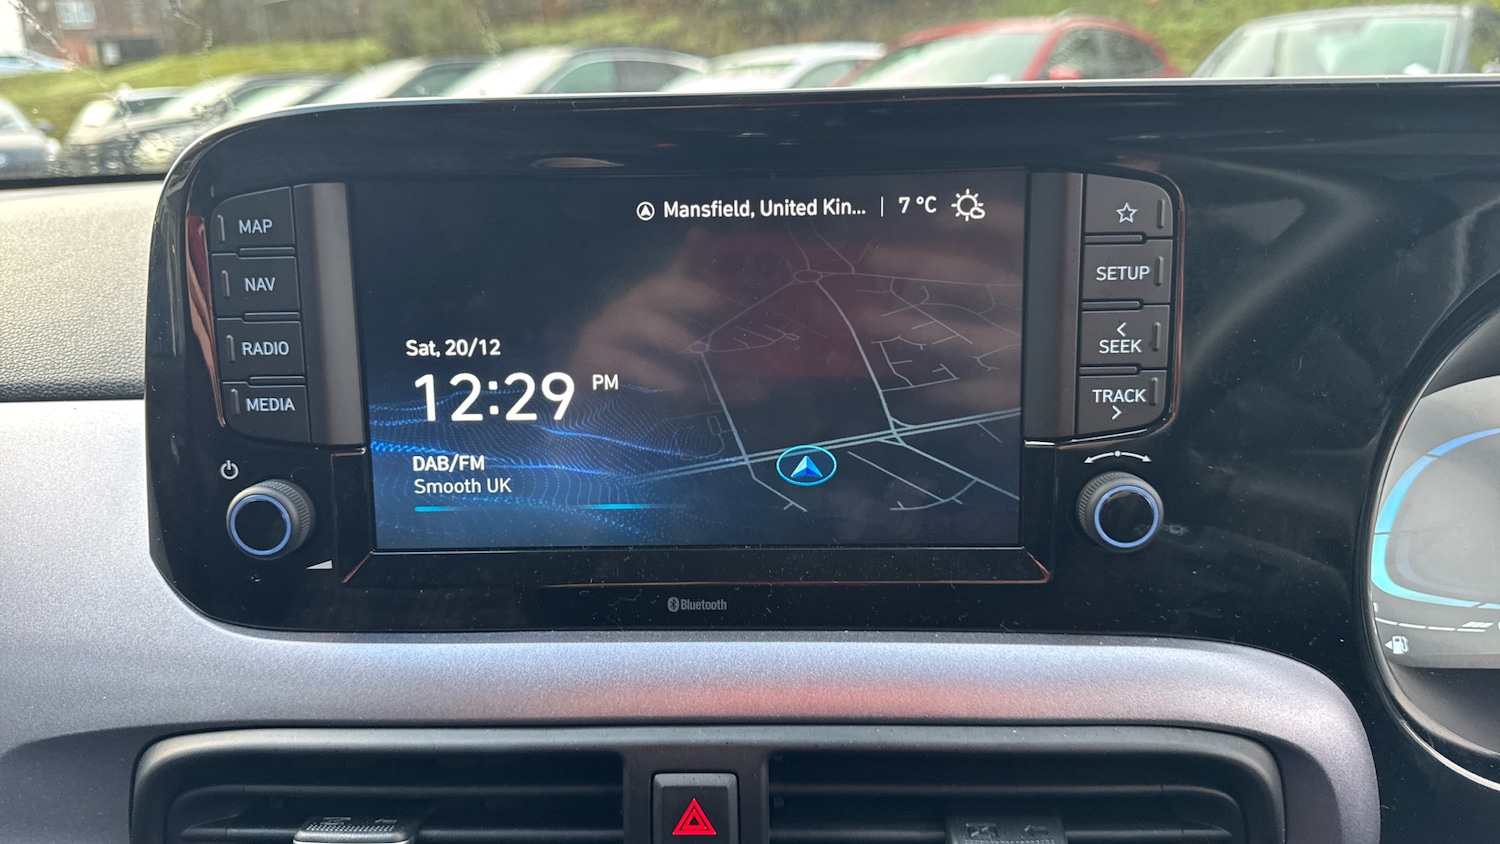 Mansfield, United Kin... | 7 °C
MAP
NAV
RADIO
MEDIA
Sat, 20/12
12:29 PM
DAB/FM
Smooth UK
SETUP
<
SEEK
TRACK
>
Bluetooth